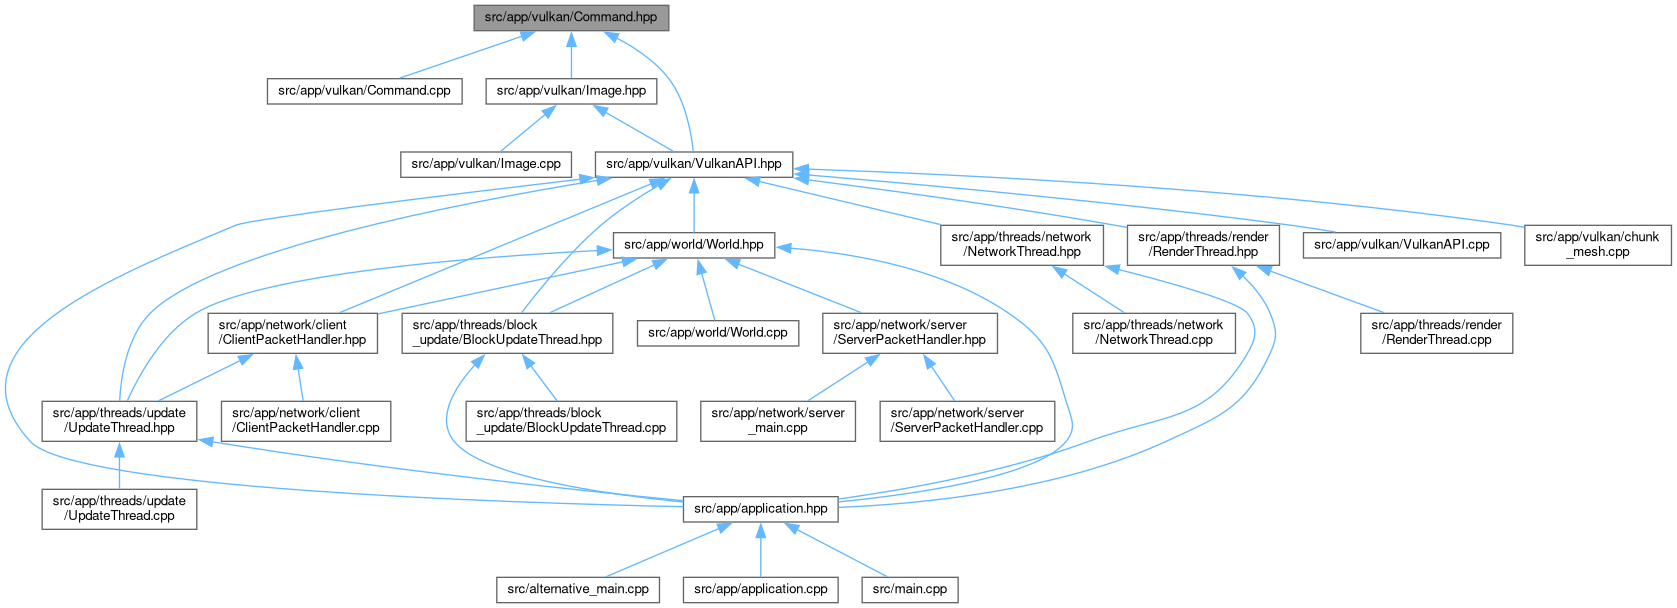 src/app/vulkan/Command.hpp
src/app/vulkan/Command.cpp
src/app/vulkan/Image.hpp
src/app/vulkan/Image.cpp
src/app/vulkan/VulkanAPI.hpp
src/app/world/World.hpp
src/app/threads/network
/NetworkThread.hpp
src/app/threads/render
/RenderThread.hpp
src/app/vulkan/VulkanAPI.cpp
src/app/vulkan/chunk
_mesh.cpp
src/app/network/client
/ClientPacketHandler.hpp
src/app/threads/block
_update/BlockUpdateThread.hpp
src/app/world/World.cpp
src/app/network/server
/ServerPacketHandler.hpp
src/app/threads/network
/NetworkThread.cpp
src/app/threads/render
/RenderThread.cpp
src/app/threads/update
/UpdateThread.hpp
src/app/network/client
/ClientPacketHandler.cpp
src/app/threads/block
_update/BlockUpdateThread.cpp
src/app/network/server
_main.cpp
src/app/network/server
/ServerPacketHandler.cpp
src/app/threads/update
/UpdateThread.cpp
src/app/application.hpp
src/alternative_main.cpp
src/app/application.cpp
src/main.cpp